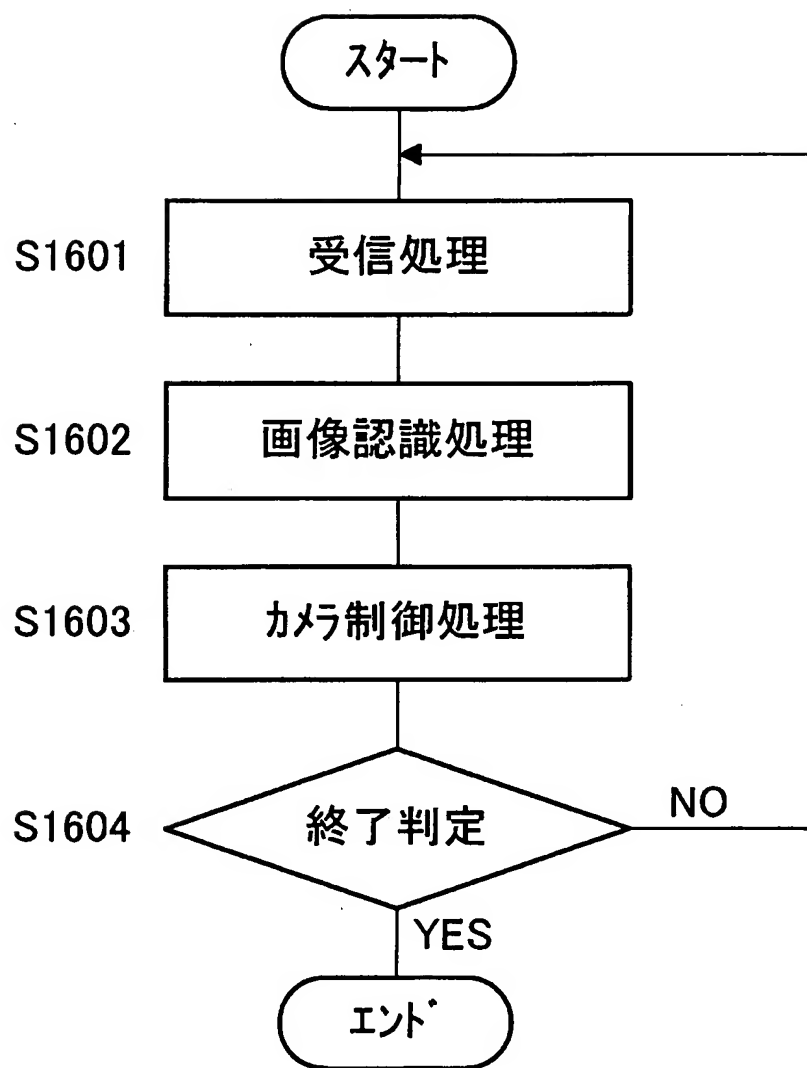 スタート
S1601
受信処理
S1602
画像認識処理
S1603
カメラ制御処理
S1604
終了判定
NO
YES
エンド